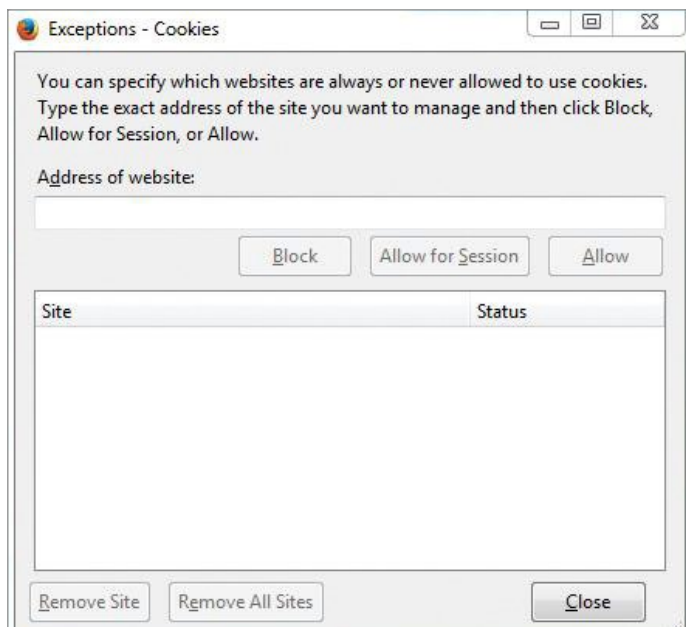 Exceptions - Cookies
You can specify which websites are always or never allowed to use cookies.
Type the exact address of the site you want to manage and then click Block,
Allow for Session, or Allow.
Address of website:
Block Allow for Session Allow
Site Status
Remove Site Remove All Sites Close